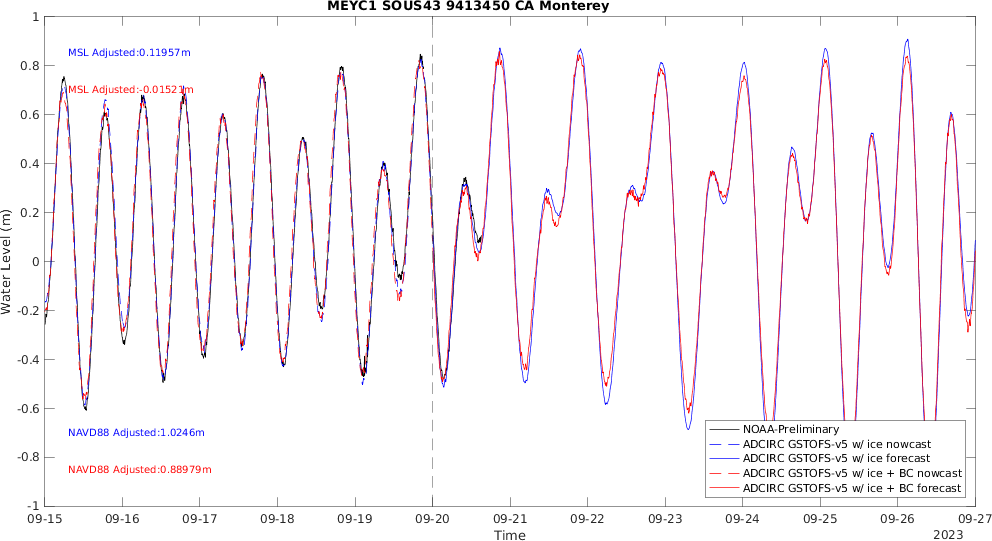 MEYC1 SOUS43 9413450 CA Monterey
1
0.8
0.6
0.4
0.2
0
-0.2
-0.4
-0.6
-0.8
-1
Water Level (m)
MSL Adjusted:0.11957m
MSL Adjusted:-0.01521m
NAVD88 Adjusted:1.0246m
NAVD88 Adjusted:0.88979m
NOAA-Preliminary
ADCIRC GSTOFS-v5 w/ ice nowcast
ADCIRC GSTOFS-v5 w/ ice forecast
ADCIRC GSTOFS-v5 w/ ice + BC nowcast
ADCIRC GSTOFS-v5 w/ ice + BC forecast
09-15 09-16 09-17 09-18 09-19 09-20 09-21 09-22 09-23 09-24 09-25 09-26 09-27
Time
2023